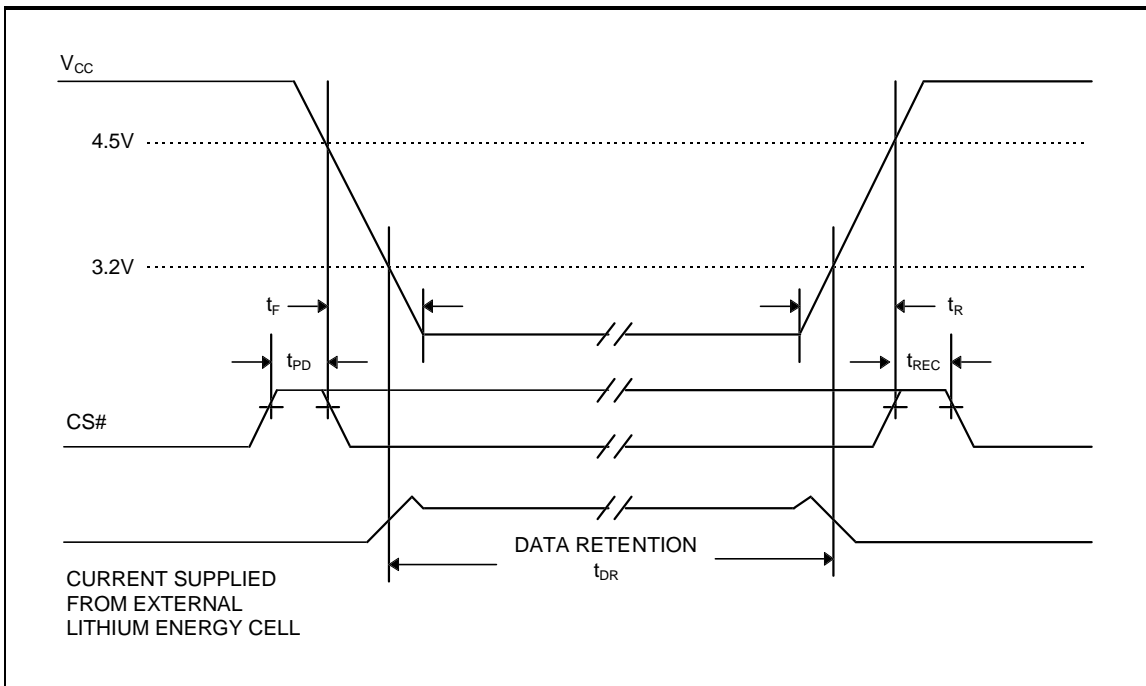 VCC
4.5V
3.2V
tF
tR
tPD
tREC
CS#
DATA RETENTION
tDR
CURRENT SUPPLIED
FROM EXTERNAL
LITHIUM ENERGY CELL